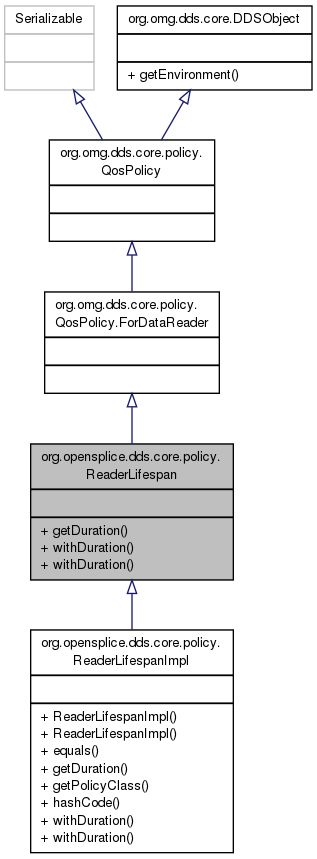 Serializable
org.omg.dds.core.DDSObject
+ getEnvironment()
org.omg.dds.core.policy.
QosPolicy
org.omg.dds.core.policy.
QosPolicy.ForDataReader
org.opensplice.dds.core.policy.
ReaderLifespan
+ getDuration()
+ withDuration()
+ withDuration()
org.opensplice.dds.core.policy.
ReaderLifespanImpl
+ ReaderLifespanImpl()
+ ReaderLifespanImpl()
+ equals()
+ getDuration()
+ getPolicyClass()
+ hashCode()
+ withDuration()
+ withDuration()